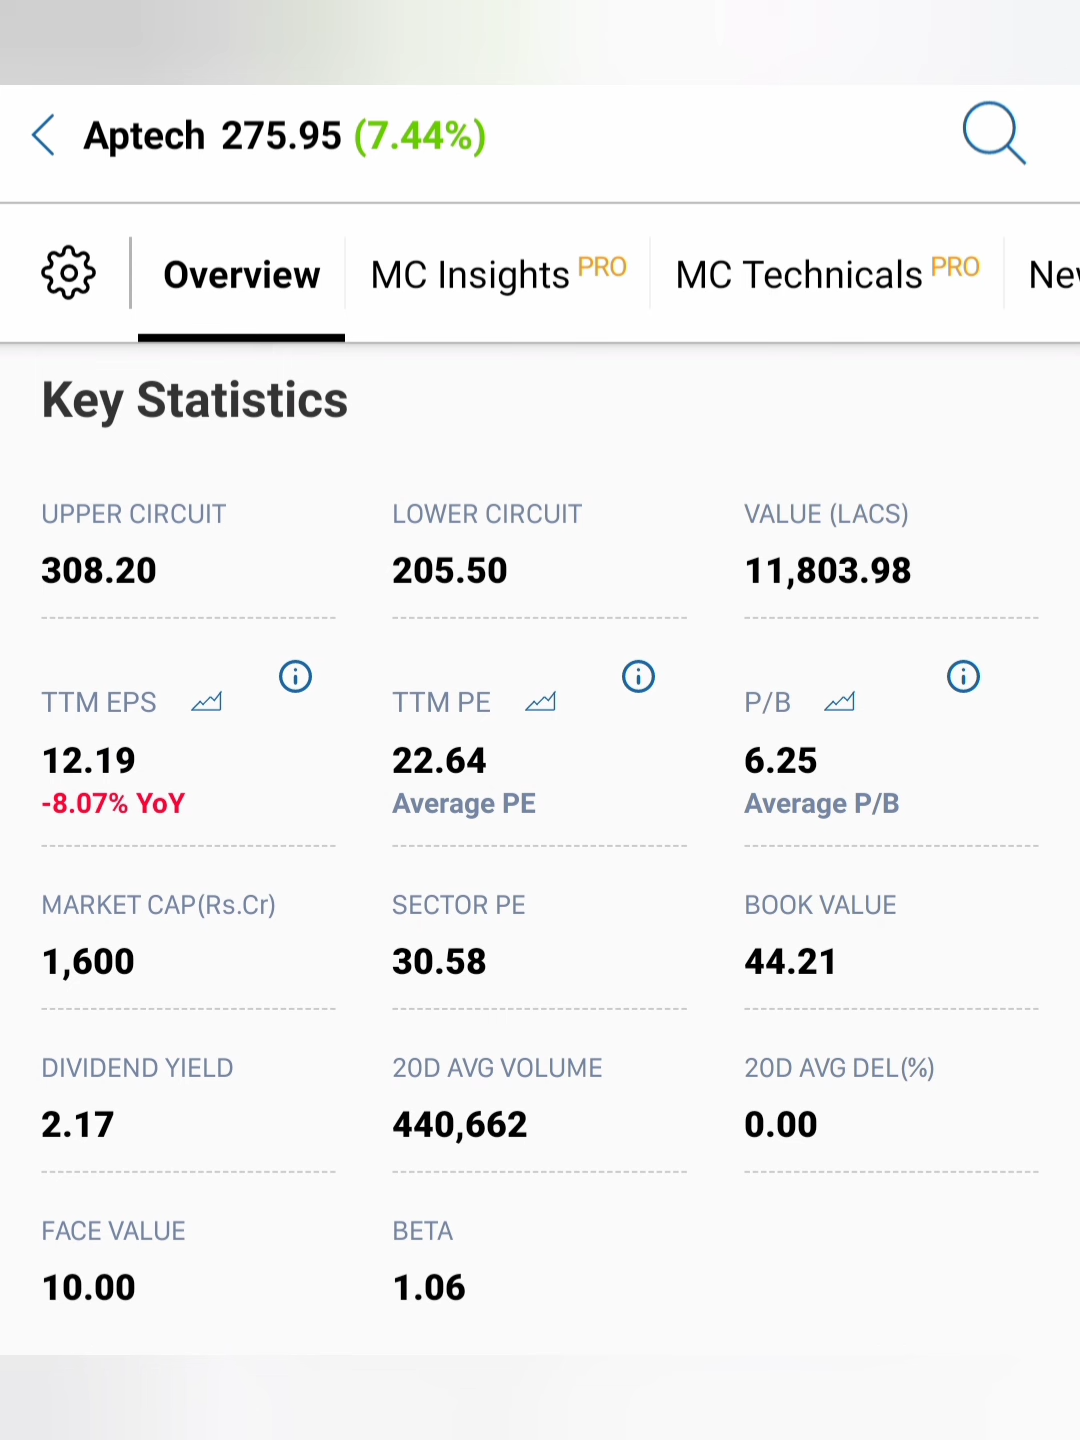 Aptech 275.95 (7.44%)
Overview MC Insights PRO MC Technicals PRO
Key Statistics
UPPER CIRCUIT LOWER CIRCUIT VALUE (LACS)
308.20 205.50 11,803.98
TTM EPS TTM PE P/B
12.19 22.64 6.25
-8.07% YoY Average PE Average P/B
MARKET CAP(Rs.Cr) SECTOR PE BOOK VALUE
1,600 30.58 44.21
DIVIDEND YIELD 20D AVG VOLUME 20D AVG DEL(%)
2.17 440,662 0.00
FACE VALUE BETA
10.00 1.06